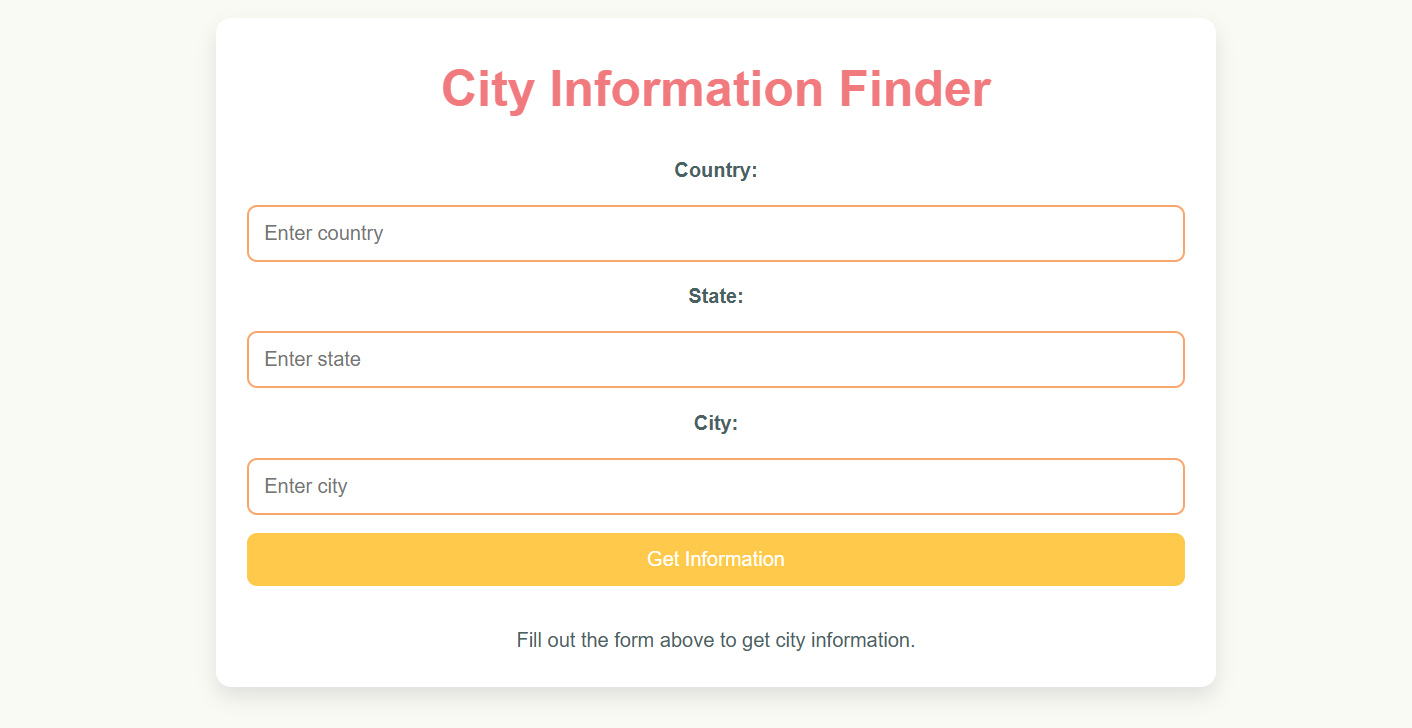 City Information Finder
Country:
Enter country
State:
Enter state
City:
Enter city
Get Information
Fill out the form above to get city information.